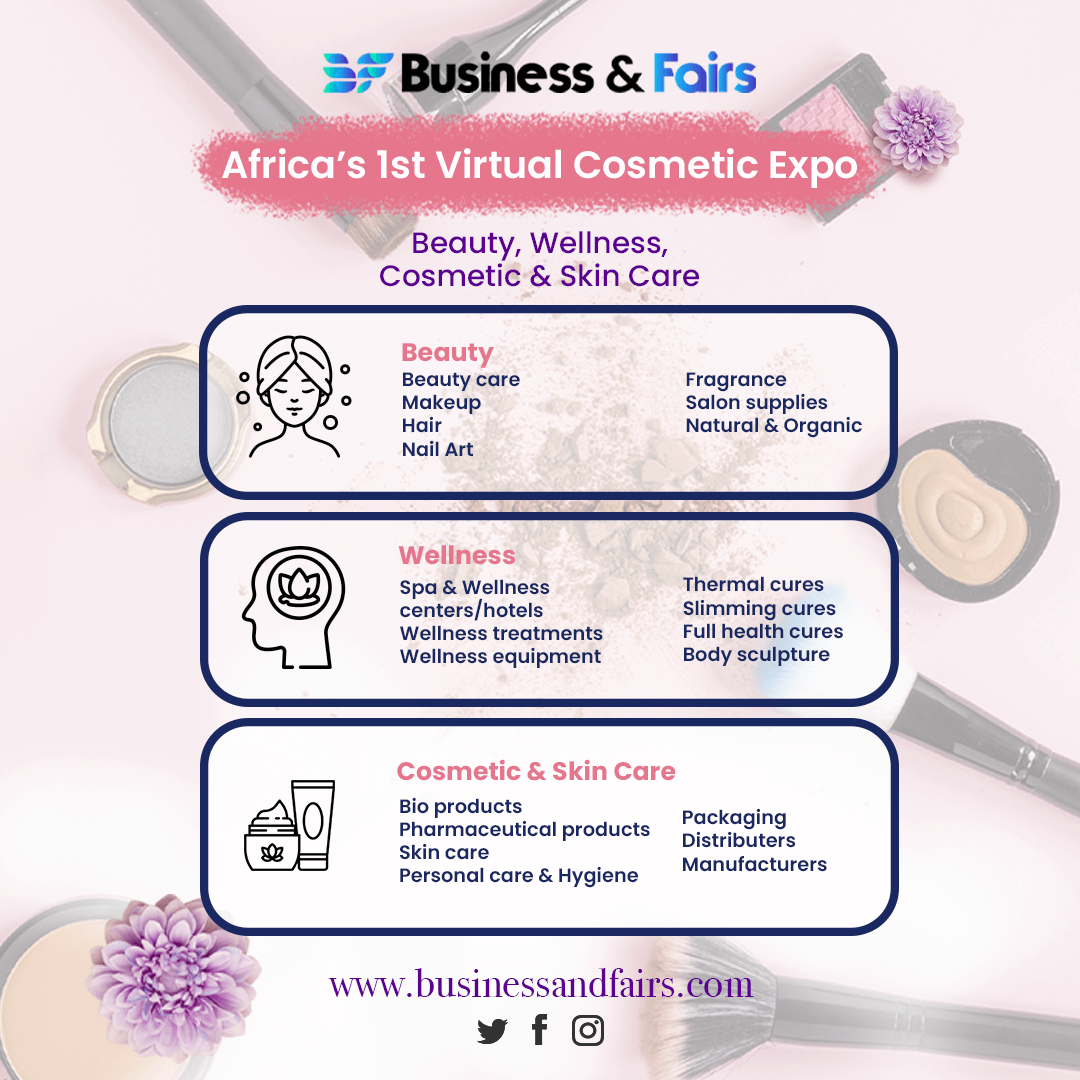 Business & Fairs
Africa's 1st Virtual Cosmetic Expo
Beauty, Wellness,
Cosmetic & Skin Care
Beauty
Beauty care
Makeup
Hair
Nail Art
Fragrance
Salon supplies
Natural & Organic
Wellness
Spa & Wellness
centers/hotels
Wellness treatments
Wellness equipment
Thermal cures
Slimming cures
Full health cures
Body sculpture
Cosmetic & Skin Care
Bio products
Pharmaceutical products
Skin care
Personal care & Hygiene
Packaging
Distributers
Manufacturers
www.businessandfairs.com